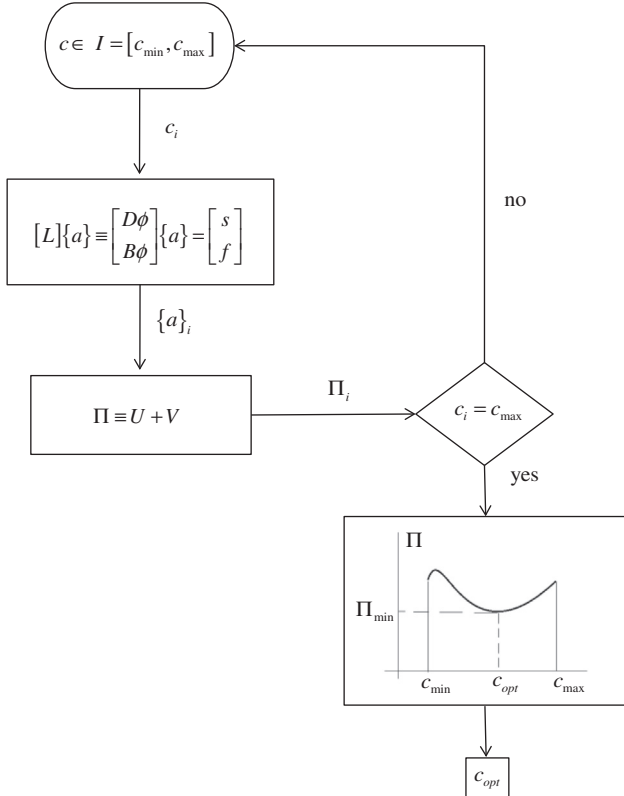 c ∈ I = [c_min, c_max]
c_i
[L]{a} ≡ [Dϕ Bϕ]{a} = [s f]
{a}_i
Π ≡ U + V
Π_i
c_i = c_max
no
yes
Π
Π_min
c_min c_opt c_max
c_opt